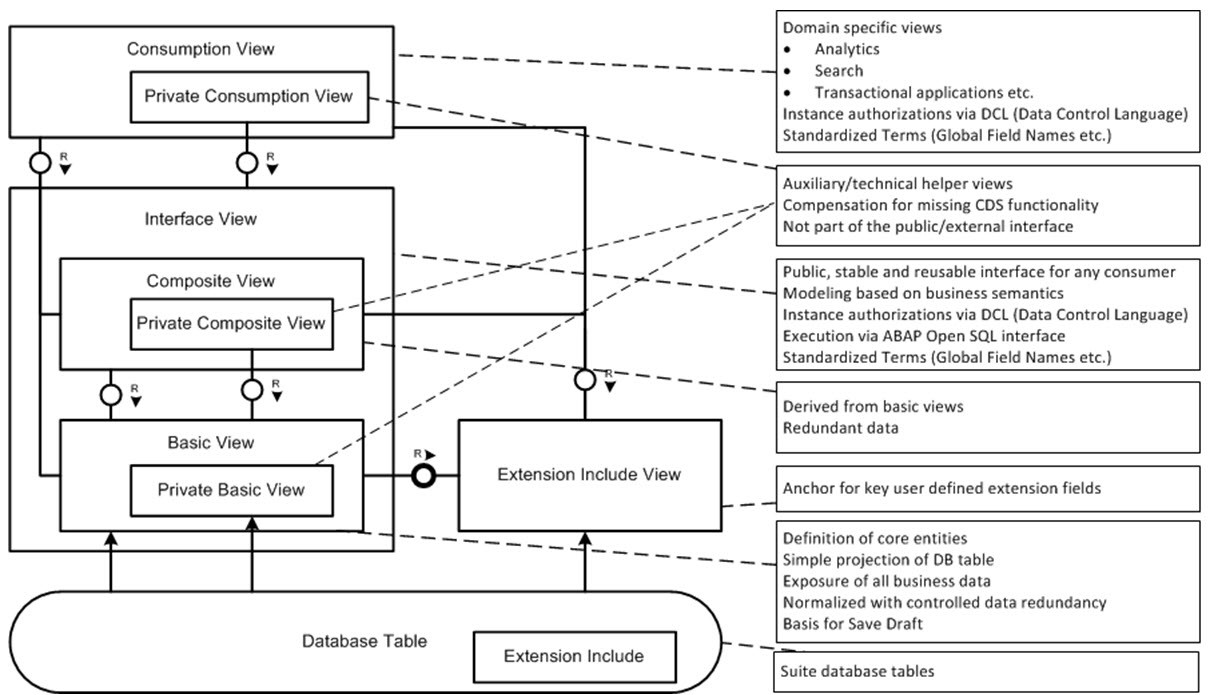 Consumption View
Private Consumption View
R
R
Interface View
Composite View
Private Composite View
R
R
R
Basic View
Private Basic View
R
Extension Include View
Database Table
Extension Include
Domain specific views
• Analytics
• Search
• Transactional applications etc.
Instance authorizations via DCL (Data Control Language)
Standardized Terms (Global Field Names etc.)
Auxiliary/technical helper views
Compensation for missing CDS functionality
Not part of the public/external interface
Public, stable and reusable interface for any consumer
Modeling based on business semantics
Instance authorizations via DCL (Data Control Language)
Execution via ABAP Open SQL interface
Standardized Terms (Global Field Names etc.)
Derived from basic views
Redundant data
Anchor for key user defined extension fields
Definition of core entities
Simple projection of DB table
Exposure of all business data
Normalized with controlled data redundancy
Basis for Save Draft
Suite database tables